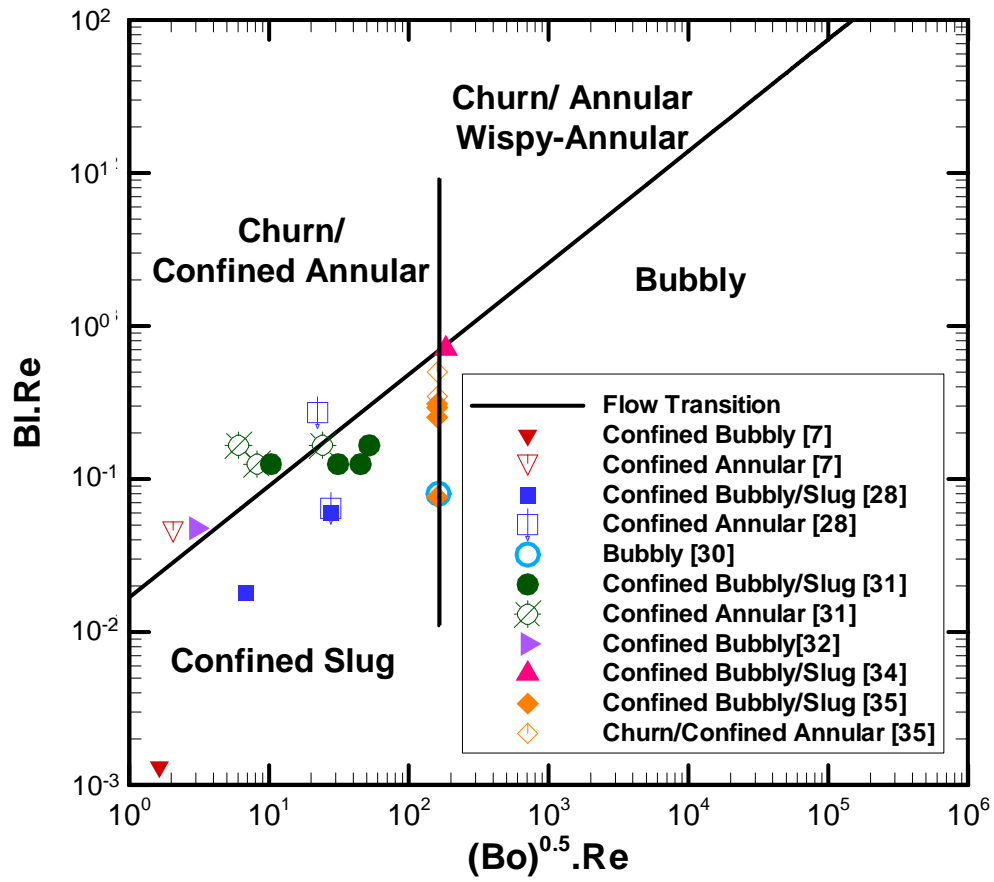 10²
Churn/ Annular
Wispy-Annular
Churn/
Confined Annular
Bubbly
10⁰
Bl.Re
10⁻¹
10⁻²
Confined Slug
10⁻³
Flow Transition
Confined Bubbly [7]
Confined Annular [7]
Confined Bubbly/Slug [28]
Confined Annular [28]
Bubbly [30]
Confined Bubbly/Slug [31]
Confined Annular [31]
Confined Bubbly[32]
Confined Bubbly/Slug [34]
Confined Bubbly/Slug [35]
Churn/Confined Annular [35]
10⁰ 10¹ 10² 10³ 10⁴ 10⁵ 10⁶
(Bo)⁰·⁵.Re